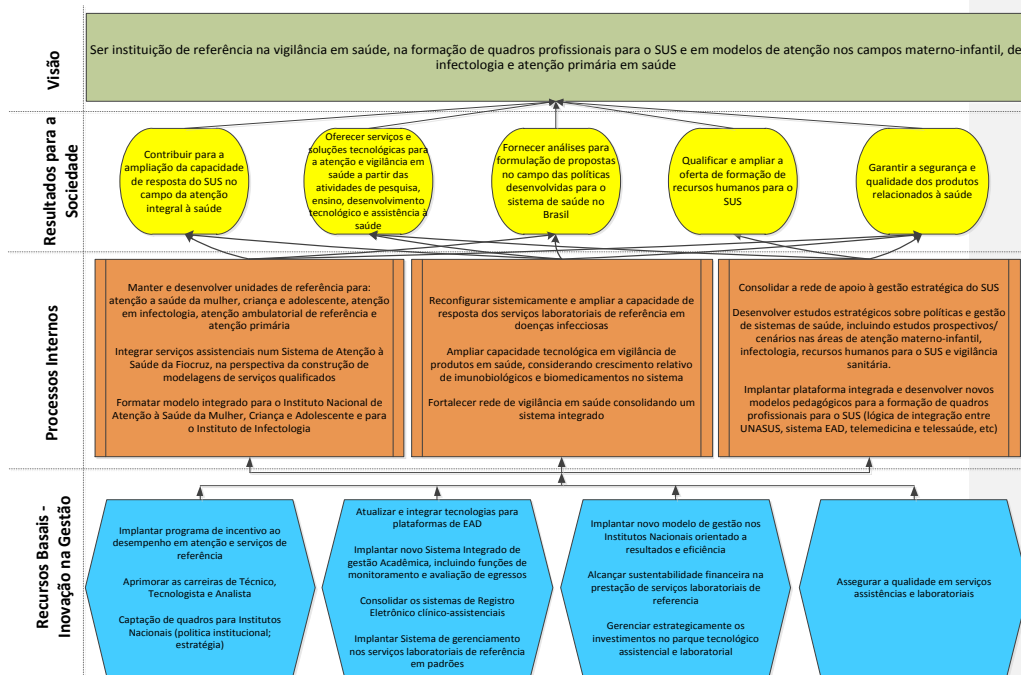 Visão
Ser instituição de referência na vigilância em saúde, na formação de quadros profissionais para o SUS e em modelos de atenção nos campos materno-infantil, de
infectologia e atenção primária em saúde
Resultados para a
Sociedade
Contribuir para a
ampliação da capacidade
de resposta do SUS no
campo da atenção
integral à saúde
Oferecer serviços e
soluções tecnológicas para
a atenção e vigilância em
saúde a partir das
atividades de pesquisa,
ensino, desenvolvimento
tecnológico e assistência à
saúde
Fornecer análises para
formulação de propostas
no campo das políticas
desenvolvidas para o
sistema de saúde no
Brasil
Qualificar e ampliar a
oferta de formação de
recursos humanos para o
SUS
Garantir a segurança e
qualidade dos produtos
relacionados à saúde
Processos Internos
Manter e desenvolver unidades de referência para:
atenção a saúde da mulher, criança e adolescente, atenção
em infectologia, atenção ambulatorial de referência e
atenção primária
Integrar serviços assistenciais num Sistema de Atenção à
Saúde da Fiocruz, na perspectiva da construção de
modelagens de serviços qualificados
Formatar modelo integrado para o Instituto Nacional de
Atenção à Saúde da Mulher, Criança e Adolescente e para
o Instituto de Infectologia
Reconfigurar sistemicamente e ampliar a capacidade de
resposta dos serviços laboratoriais de referência em
doenças infecciosas
Ampliar capacidade tecnológica em vigilância de
produtos em saúde, considerando crescimento relativo
de imunobiológicos e biomedicamentos no sistema
Fortalecer rede de vigilância em saúde consolidando um
sistema integrado
Consolidar a rede de apoio à gestão estratégica do SUS
Desenvolver estudos estratégicos sobre políticas e gestão
de sistemas de saúde, incluindo estudos prospectivos/
cenários nas áreas de atenção materno-infantil,
infectologia, recursos humanos para o SUS e vigilância
sanitária.
Implantar plataforma integrada e desenvolver novos
modelos pedagógicos para a formação de quadros
profissionais para o SUS (lógica de integração entre
UNASUS, sistema EAD, telemedicina e telessaúde, etc)
Recursos Basais -
Inovação na Gestão
Implantar programa de incentivo ao
desempenho em atenção e serviços de
referência
Aprimorar as carreiras de Técnico,
Tecnologista e Analista
Captação de quadros para Institutos
Nacionais (politica institucional;
estratégia)
Atualizar e integrar tecnologias para
plataformas de EAD
Implantar novo Sistema Integrado de
gestão Acadêmica, incluindo funções de
monitoramento e avaliação de egressos
Consolidar os sistemas de Registro
Eletrônico clínico-assistenciais
Implantar Sistema de gerenciamento
nos serviços laboratoriais de referência
em padrões
Implantar novo modelo de gestão nos
Institutos Nacionais orientado a
resultados e eficiência
Alcançar sustentabilidade financeira na
prestação de serviços laboratoriais de
referencia
Gerenciar estrategicamente os
investimentos no parque tecnológico
assistencial e laboratorial
Assegurar a qualidade em serviços
assistências e laboratoriais